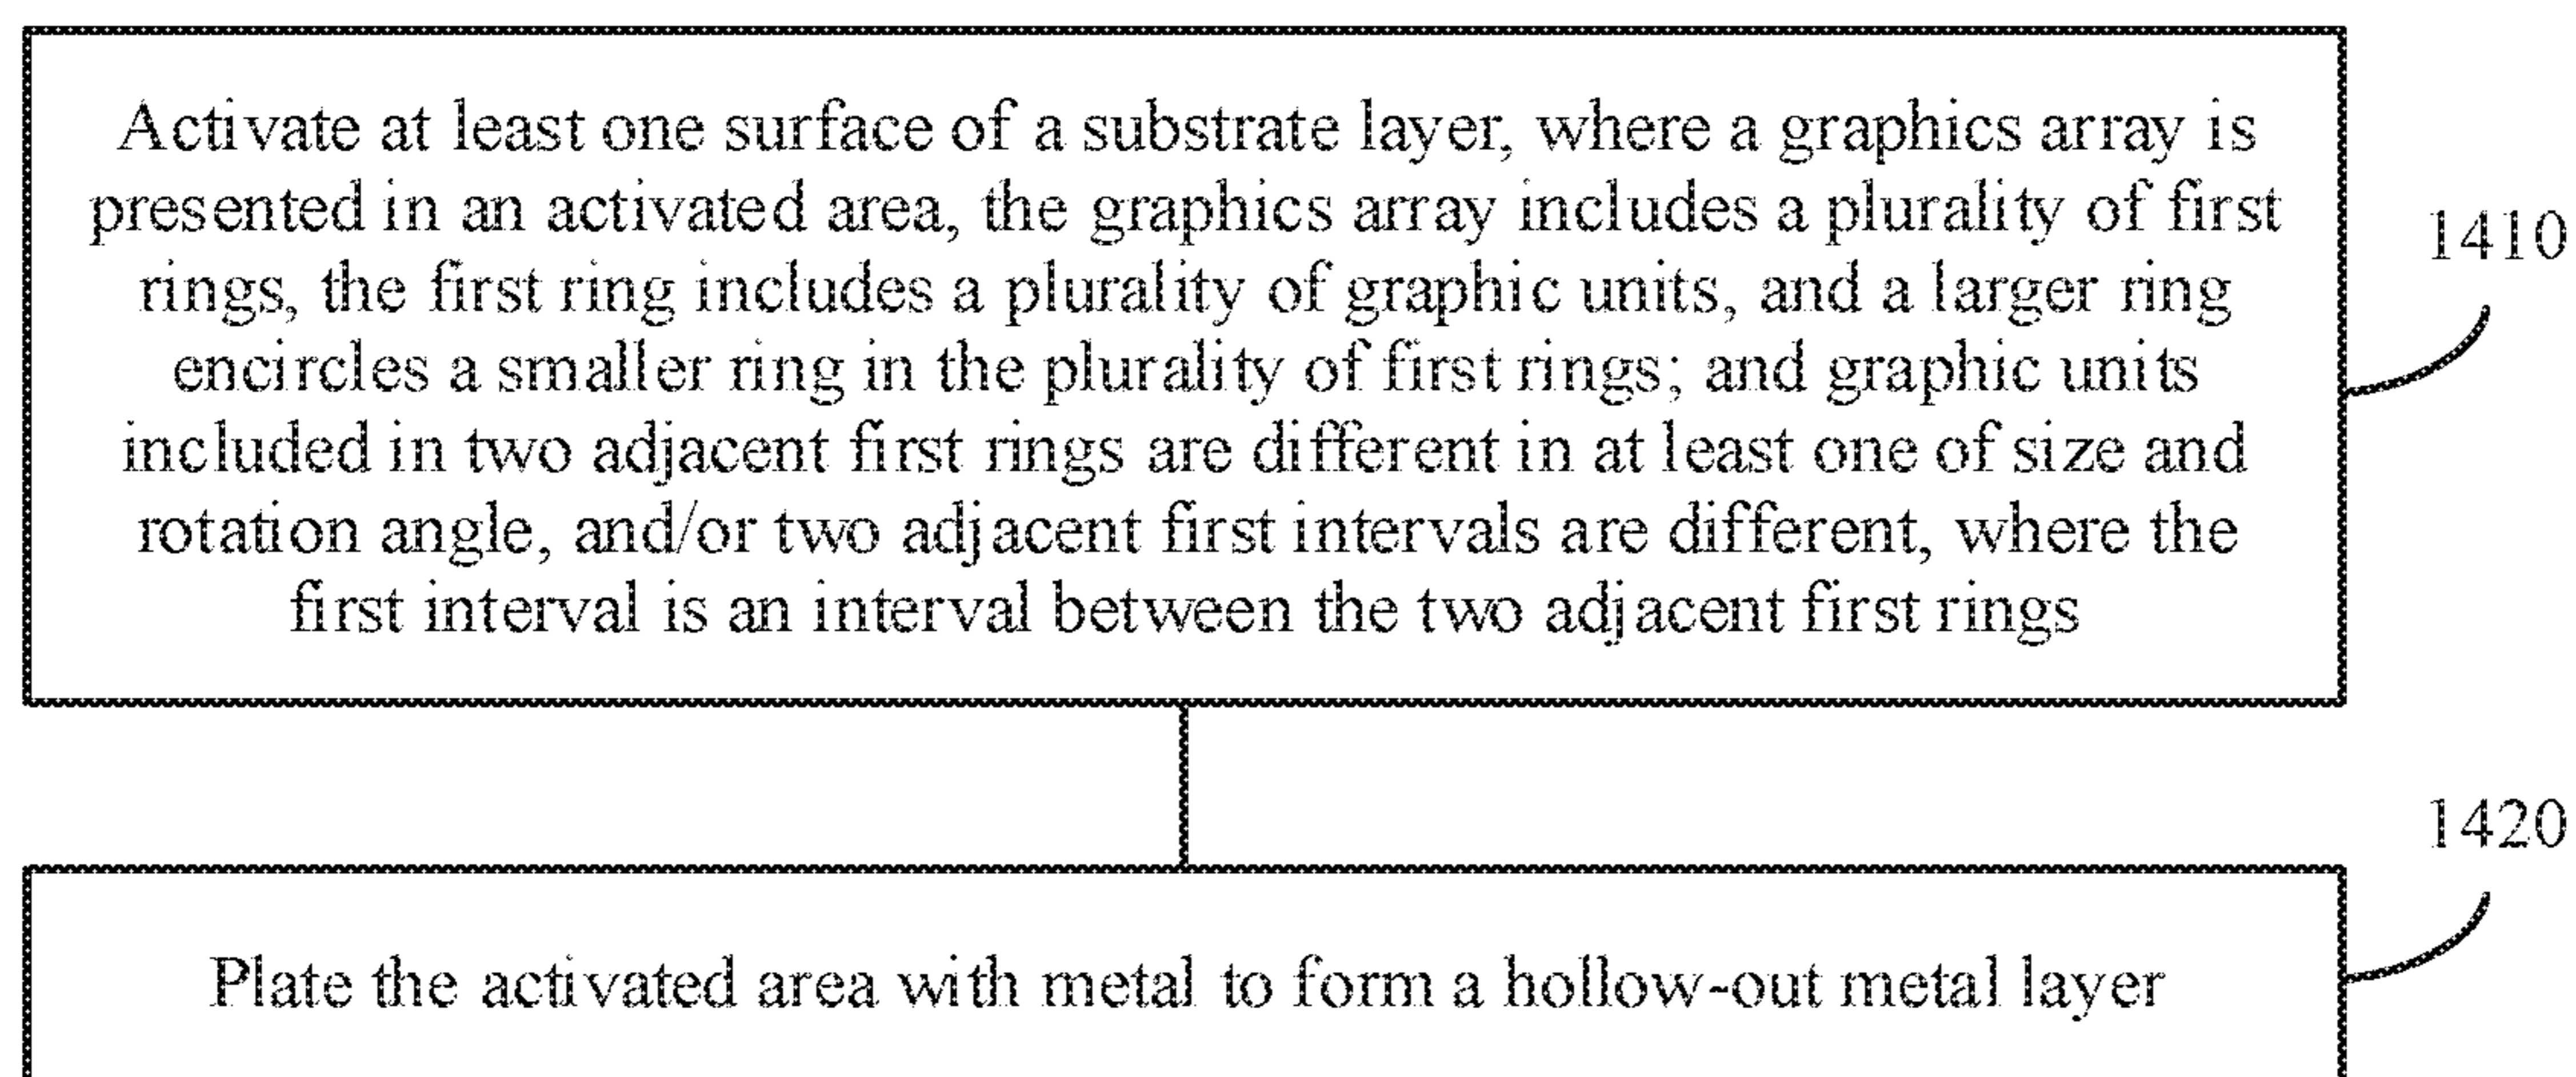 Activate at least one surface of a substrate layer, where a graphics array is
presented in an activated area, the graphics array includes a plurality of first
rings, the first ring includes a plurality of graphic units, and a larger ring
encircles a smaller ring in the plurality of first rings; and graphic units
included in two adjacent first rings are different in at least one of size and
rotation angle, and/or two adjacent first intervals are different, where the
first interval is an interval between the two adjacent first rings
1410
Plate the activated area with metal to form a hollow-out metal layer
1420